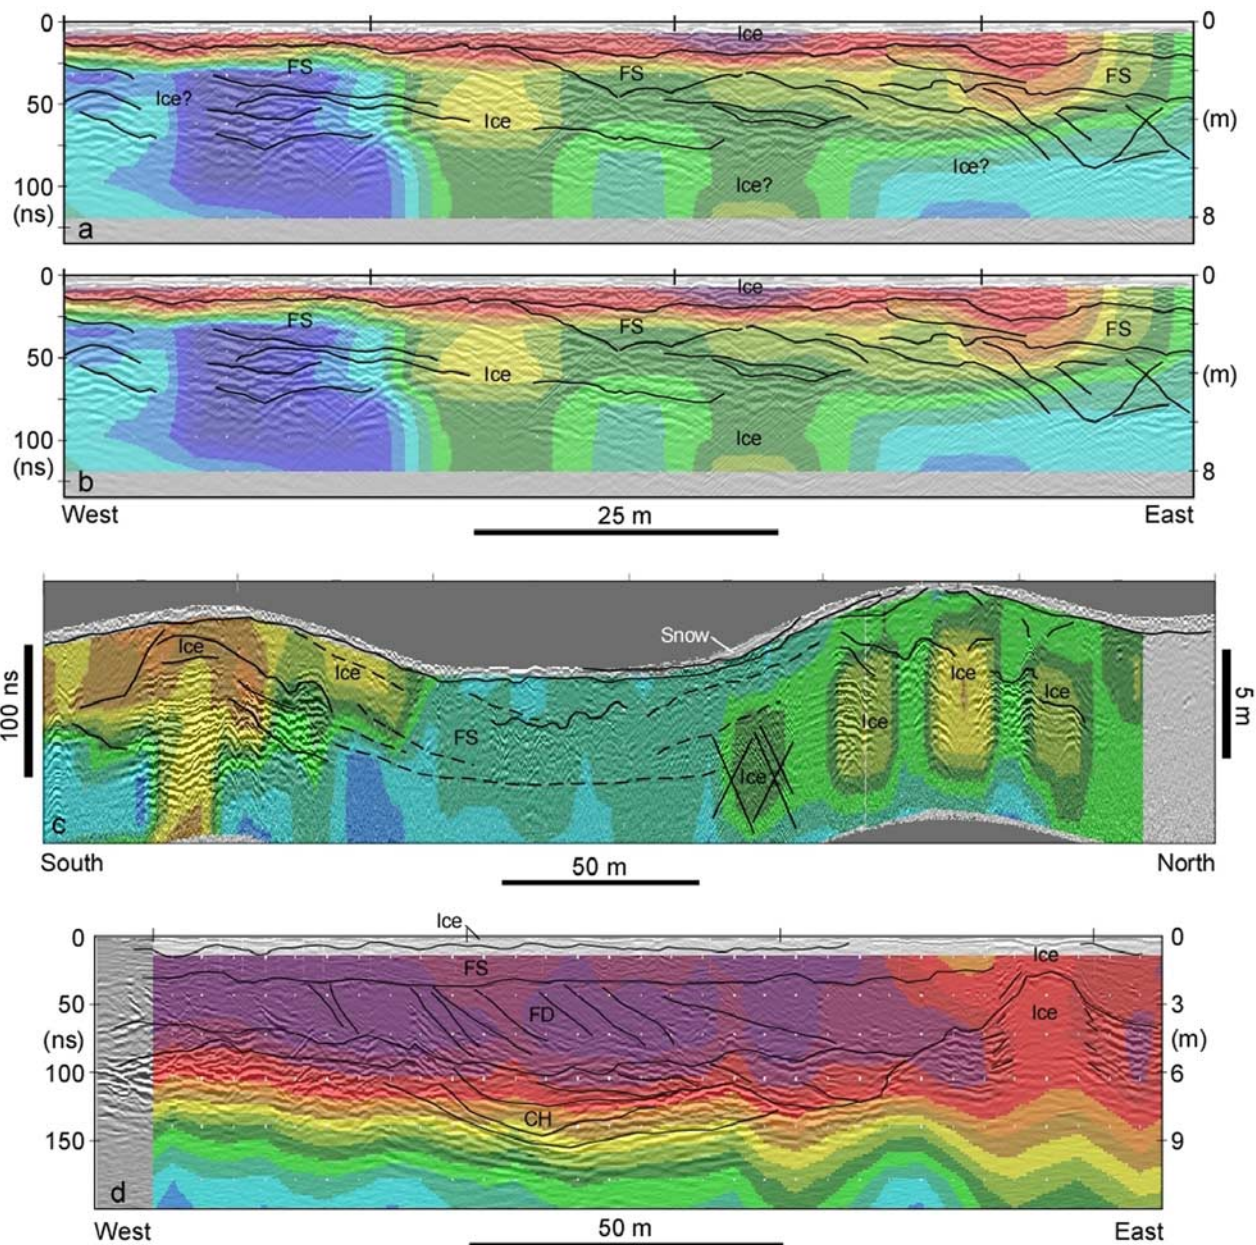 0 0
Ice
FS FS FS
Ice?
50 Ice (m)
Ice?
100 Ice?
(ns) 8
a
0 0
Ice
FS FS FS
50 Ice (m)
100 Ice
(ns) 8
b
West 25 m East
Snow
Ice Ice Ice Ice
100 ns FS Ice Ice 5 m
c
South 50 m North
Ice
0 0
FS Ice
50 FD Ice 3
(ns) (m)
100 6
CH
150 9
d
West 50 m East